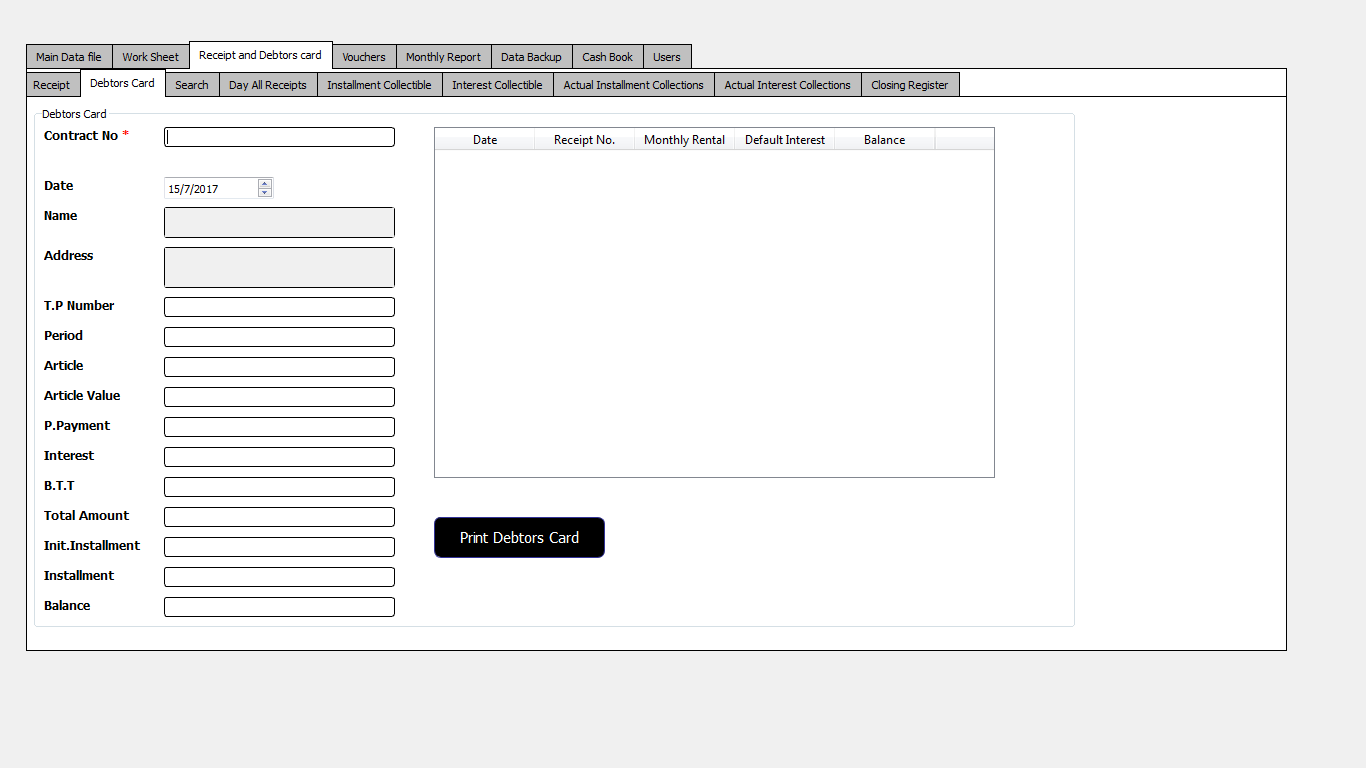 Main Data file Work Sheet Receipt and Debtors card Vouchers Monthly Report Data Backup Cash Book Users
Receipt Debtors Card Search Day All Receipts Installment Collectible Interest Collectible Actual Installment Collections Actual Interest Collections Closing Register
Debtors Card
Contract No *
Date 15/7/2017
Name
Address
T.P Number
Period
Article
Article Value
P.Payment
Interest
B.T.T
Total Amount
Init.Installment
Installment
Balance
Date Receipt No. Monthly Rental Default Interest Balance
Print Debtors Card